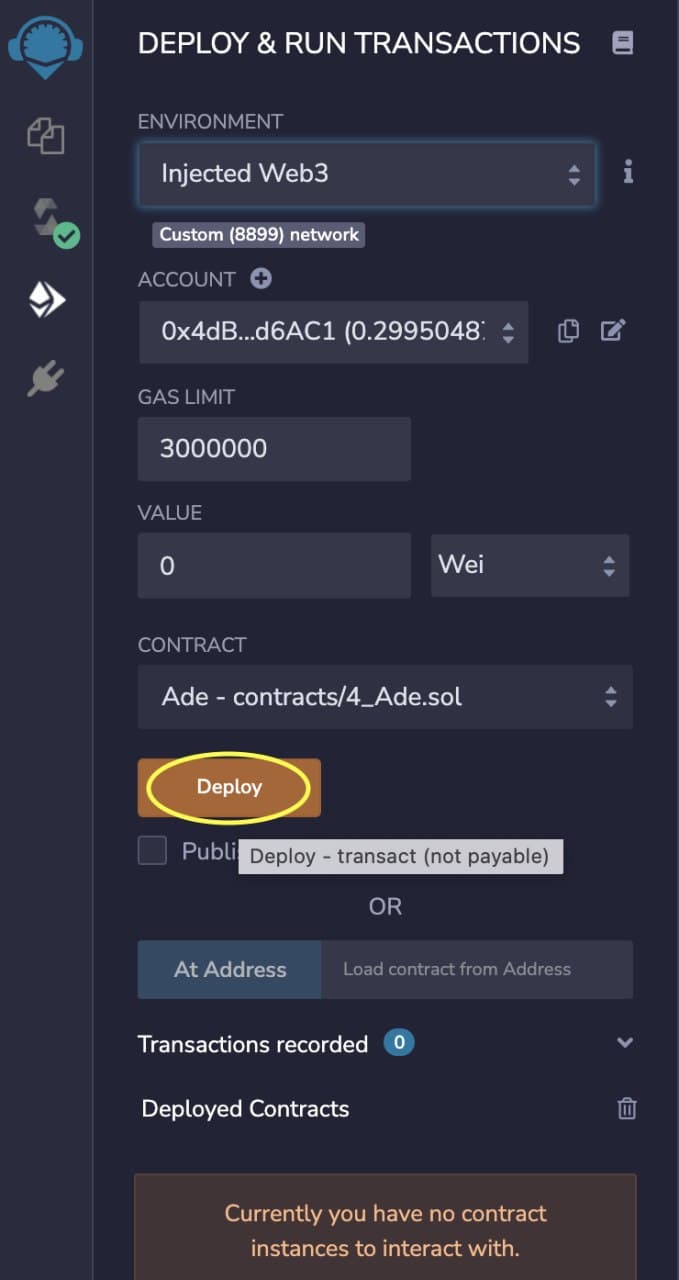 DEPLOY & RUN TRANSACTIONS
ENVIRONMENT
Injected Web3
Custom (8899) network
ACCOUNT
0x4dB...d6AC1 (0.2995048
GAS LIMIT
3000000
VALUE
0
Wei
CONTRACT
Ade - contracts/4_Ade.sol
Deploy
Publi
Deploy - transact (not payable)
OR
At Address
Load contract from Address
Transactions recorded 0
Deployed Contracts
Currently you have no contract
instances to interact with.